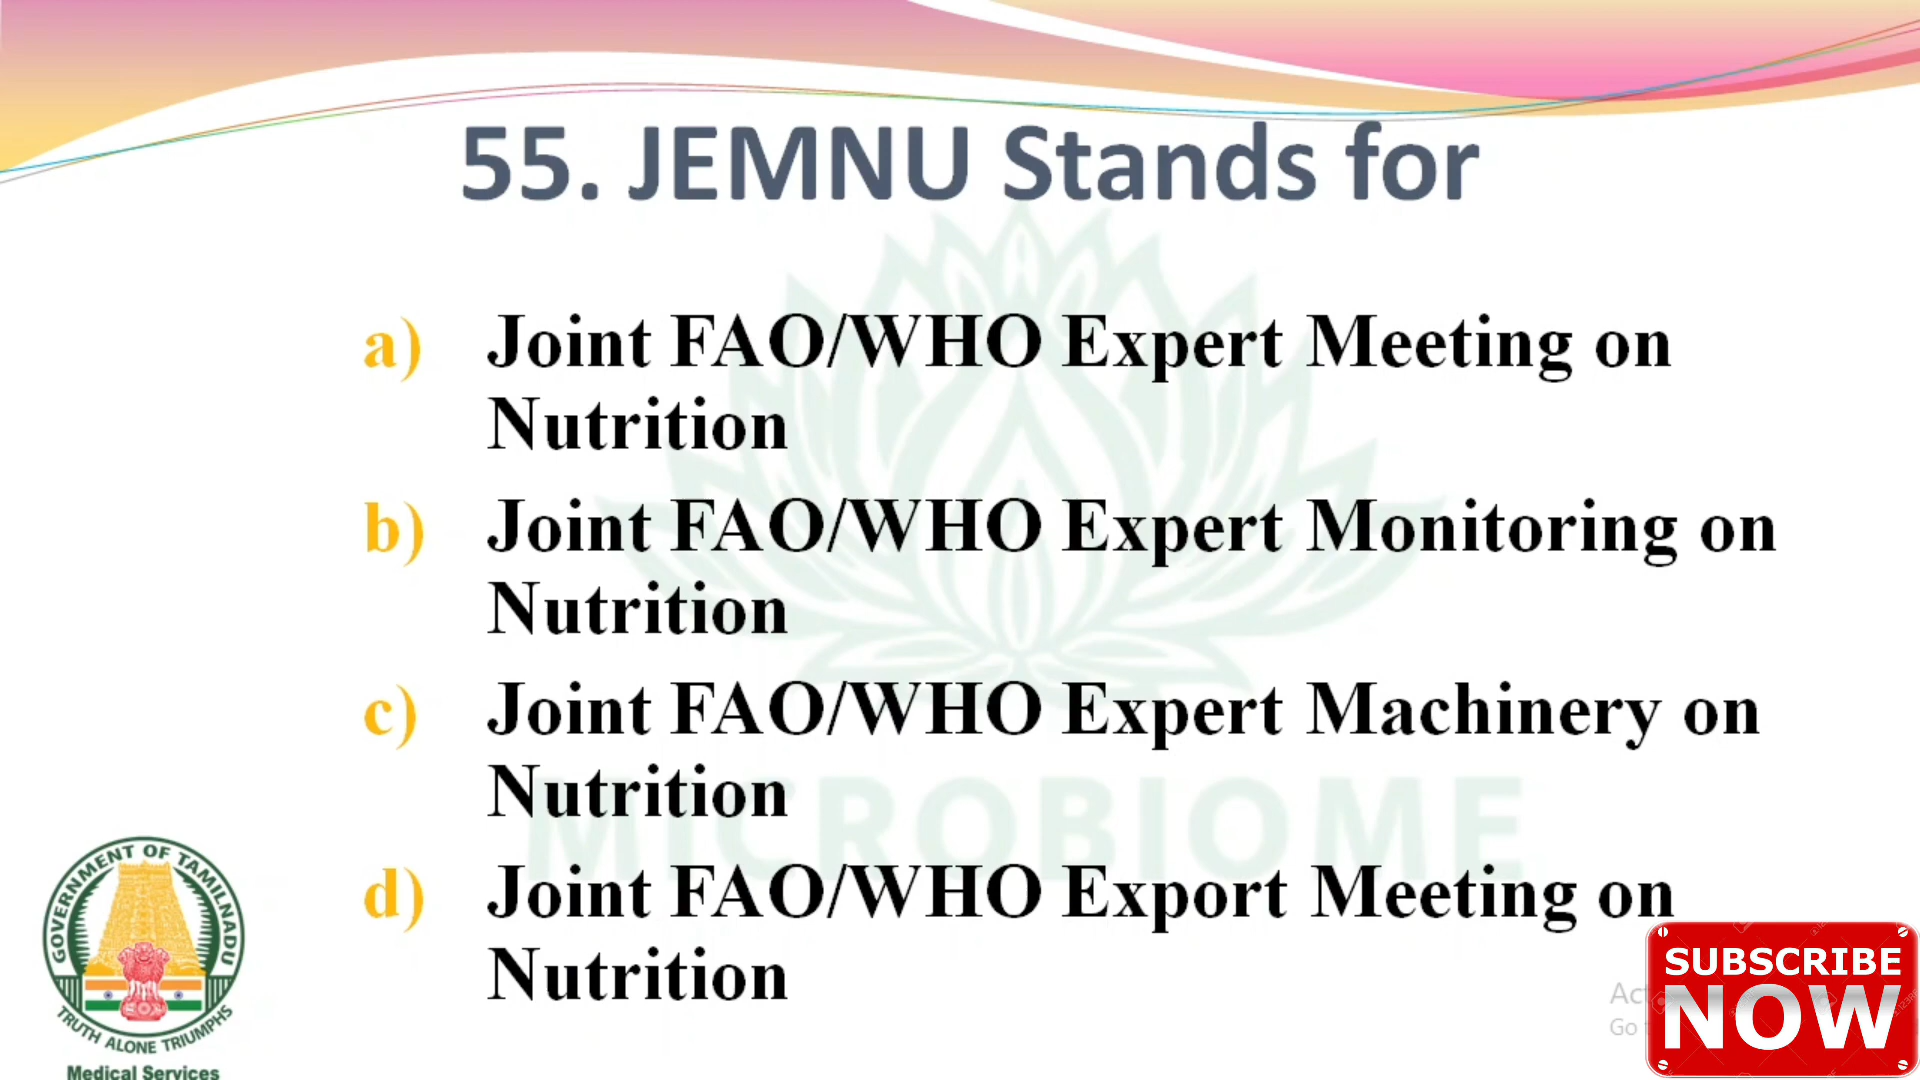 55. JEMNU Stands for
a) Joint FAO/WHO Expert Meeting on
Nutrition
b) Joint FAO/WHO Expert Monitoring on
Nutrition
c) Joint FAO/WHO Expert Machinery on
Nutrition
MICROBIOME
d) Joint FAO/WHO Export Meeting on
Nutrition
GOVERNMENT OF TAMILNADU
TRUTH ALONE TRIUMPHS
Medical Services
SUBSCRIBE
NOW
Go